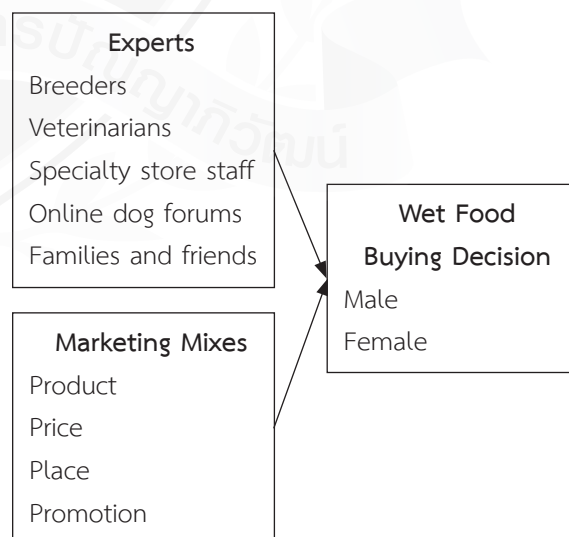 Experts
Breeders
Veterinarians
Specialty store staff
Online dog forums
Families and friends
Wet Food
Buying Decision
Male
Female
Marketing Mixes
Product
Price
Place
Promotion